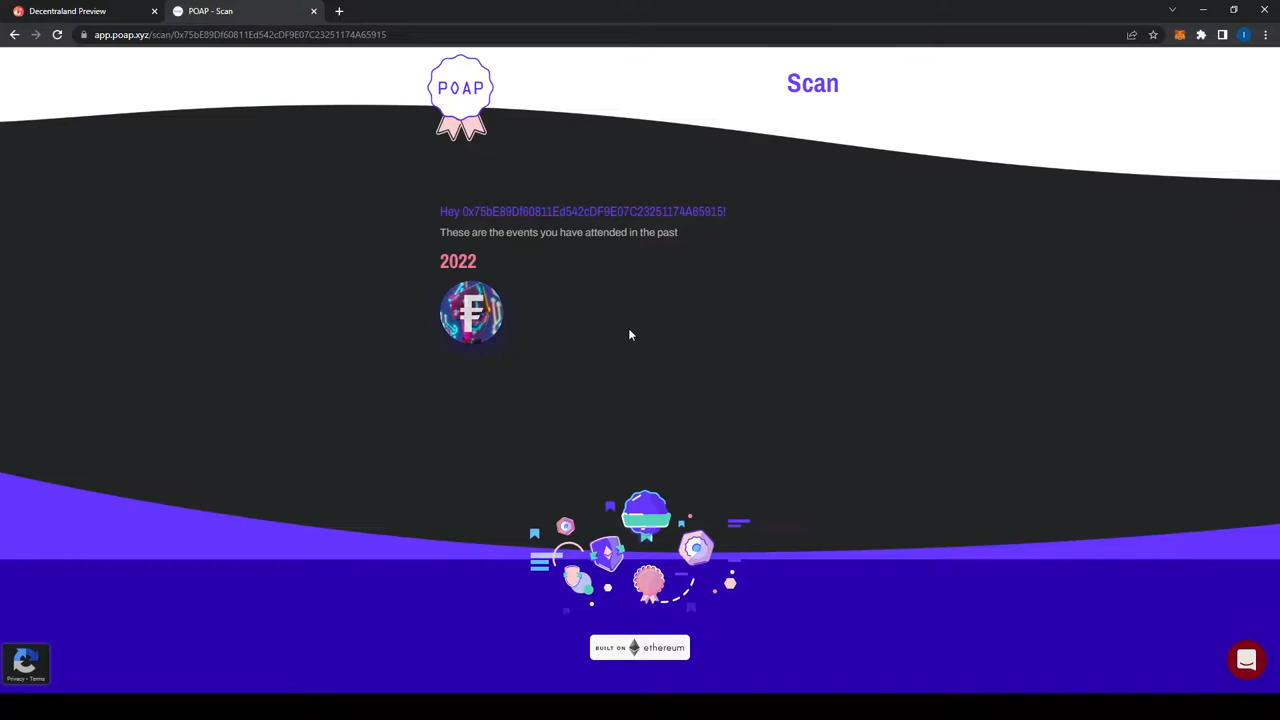 Decentraland Preview
POAP - Scan
app.poap.xyz/scan/0x75bE89Df60811Ed542cDF9E07C23251174A65915
POAP
Scan
Hey 0x75bE89Df60811Ed542cDF9E07C23251174A65915!
These are the events you have attended in the past
2022
BUILT ON ethereum
Privacy - Terms